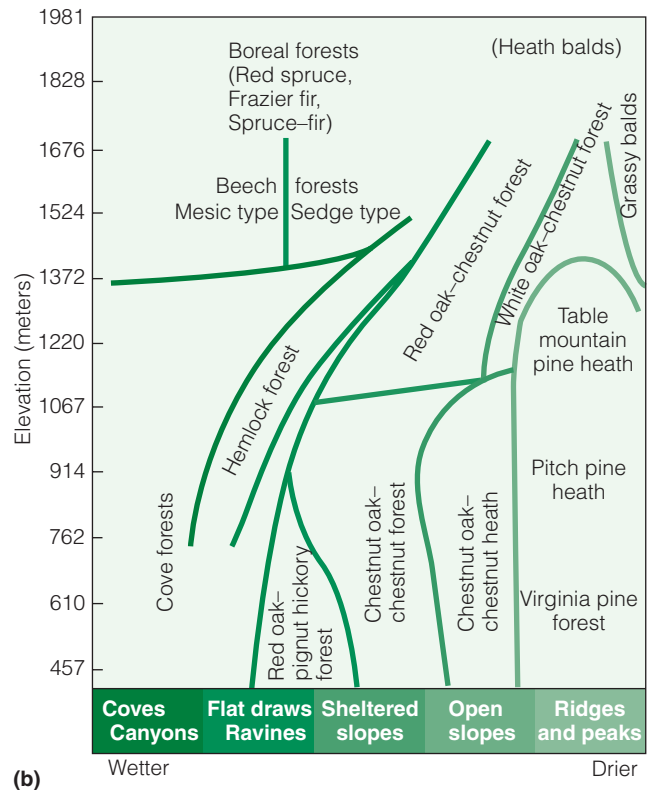 1981
1828
1676
1524
1372
1220
1067
914
762
610
457
Elevation (meters)
Boreal forests
(Red spruce,
Frazier fir,
Spruce–fir)
(Heath balds)
Beech forests
Mesic type Sedge type
Cove forests
Hemlock forest
Red oak–
pignut hickory
forest
Chestnut oak–
chestnut forest
Chestnut oak–
chestnut heath
Red oak–chestnut forest
White oak–chestnut forest
Grassy balds
Table
mountain
pine heath
Pitch pine
heath
Virginia pine
forest
Coves
Canyons
Flat draws
Ravines
Sheltered
slopes
Open
slopes
Ridges
and peaks
Wetter
Drier
(b)